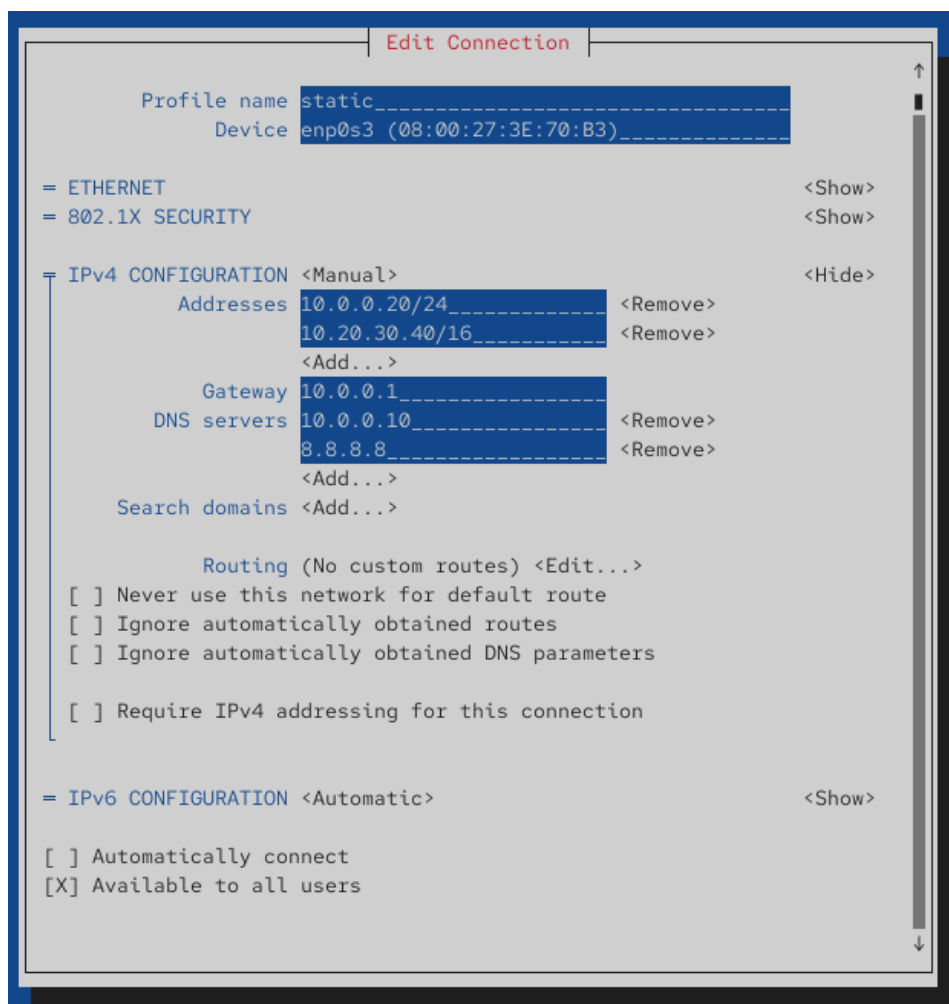 Edit Connection
Profile name static
Device enp0s3 (08:00:27:3E:70:B3)
= ETHERNET <Show>
= 802.1X SECURITY <Show>
IPv4 CONFIGURATION <Manual> <Hide>
Addresses 10.0.0.20/24 <Remove>
10.20.30.40/16 <Remove>
<Add...>
Gateway 10.0.0.1
DNS servers 10.0.0.10 <Remove>
8.8.8.8 <Remove>
<Add...>
Search domains <Add...>
Routing (No custom routes) <Edit...>
[ ] Never use this network for default route
[ ] Ignore automatically obtained routes
[ ] Ignore automatically obtained DNS parameters
[ ] Require IPv4 addressing for this connection
= IPv6 CONFIGURATION <Automatic> <Show>
[ ] Automatically connect
[X] Available to all users